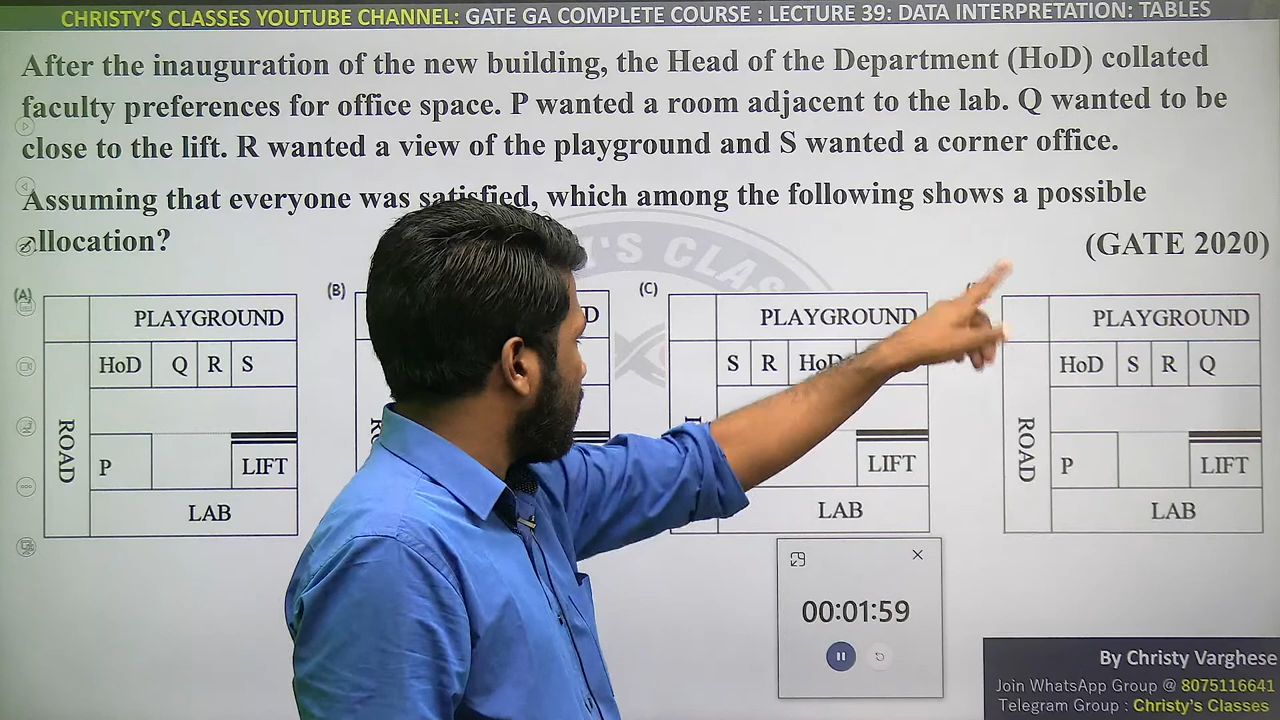 CHRISTY'S CLASSES YOUTUBE CHANNEL: GATE GA COMPLETE COURSE : LECTURE 39: DATA INTERPRETATION: TABLES
After the inauguration of the new building, the Head of the Department (HoD) collated
faculty preferences for office space. P wanted a room adjacent to the lab. Q wanted to be
close to the lift. R wanted a view of the playground and S wanted a corner office.
Assuming that everyone was satisfied, which among the following shows a possible
allocation?
(GATE 2020)
'S CLAS
(A)
PLAYGROUND
HoD Q R S
ROAD
P
LIFT
LAB
(B)
D
(C)
PLAYGROUND
S R HoD
LIFT
LAB
PLAYGROUND
HoD S R Q
ROAD
P
LIFT
LAB
00:01:59
By Christy Varghese
Join WhatsApp Group @ 8075116641
Telegram Group : Christy's Classes